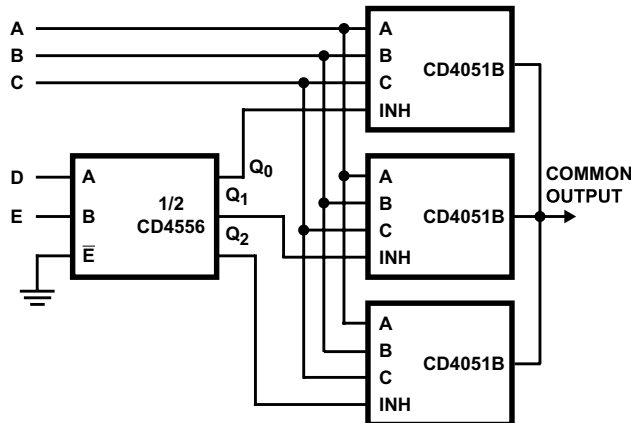 A
B
C
D
E
A
B
E̅
1/2
CD4556
Q0
Q1
Q2
A
B
C
INH
CD4051B
A
B
C
INH
CD4051B
A
B
C
INH
CD4051B
COMMON
OUTPUT